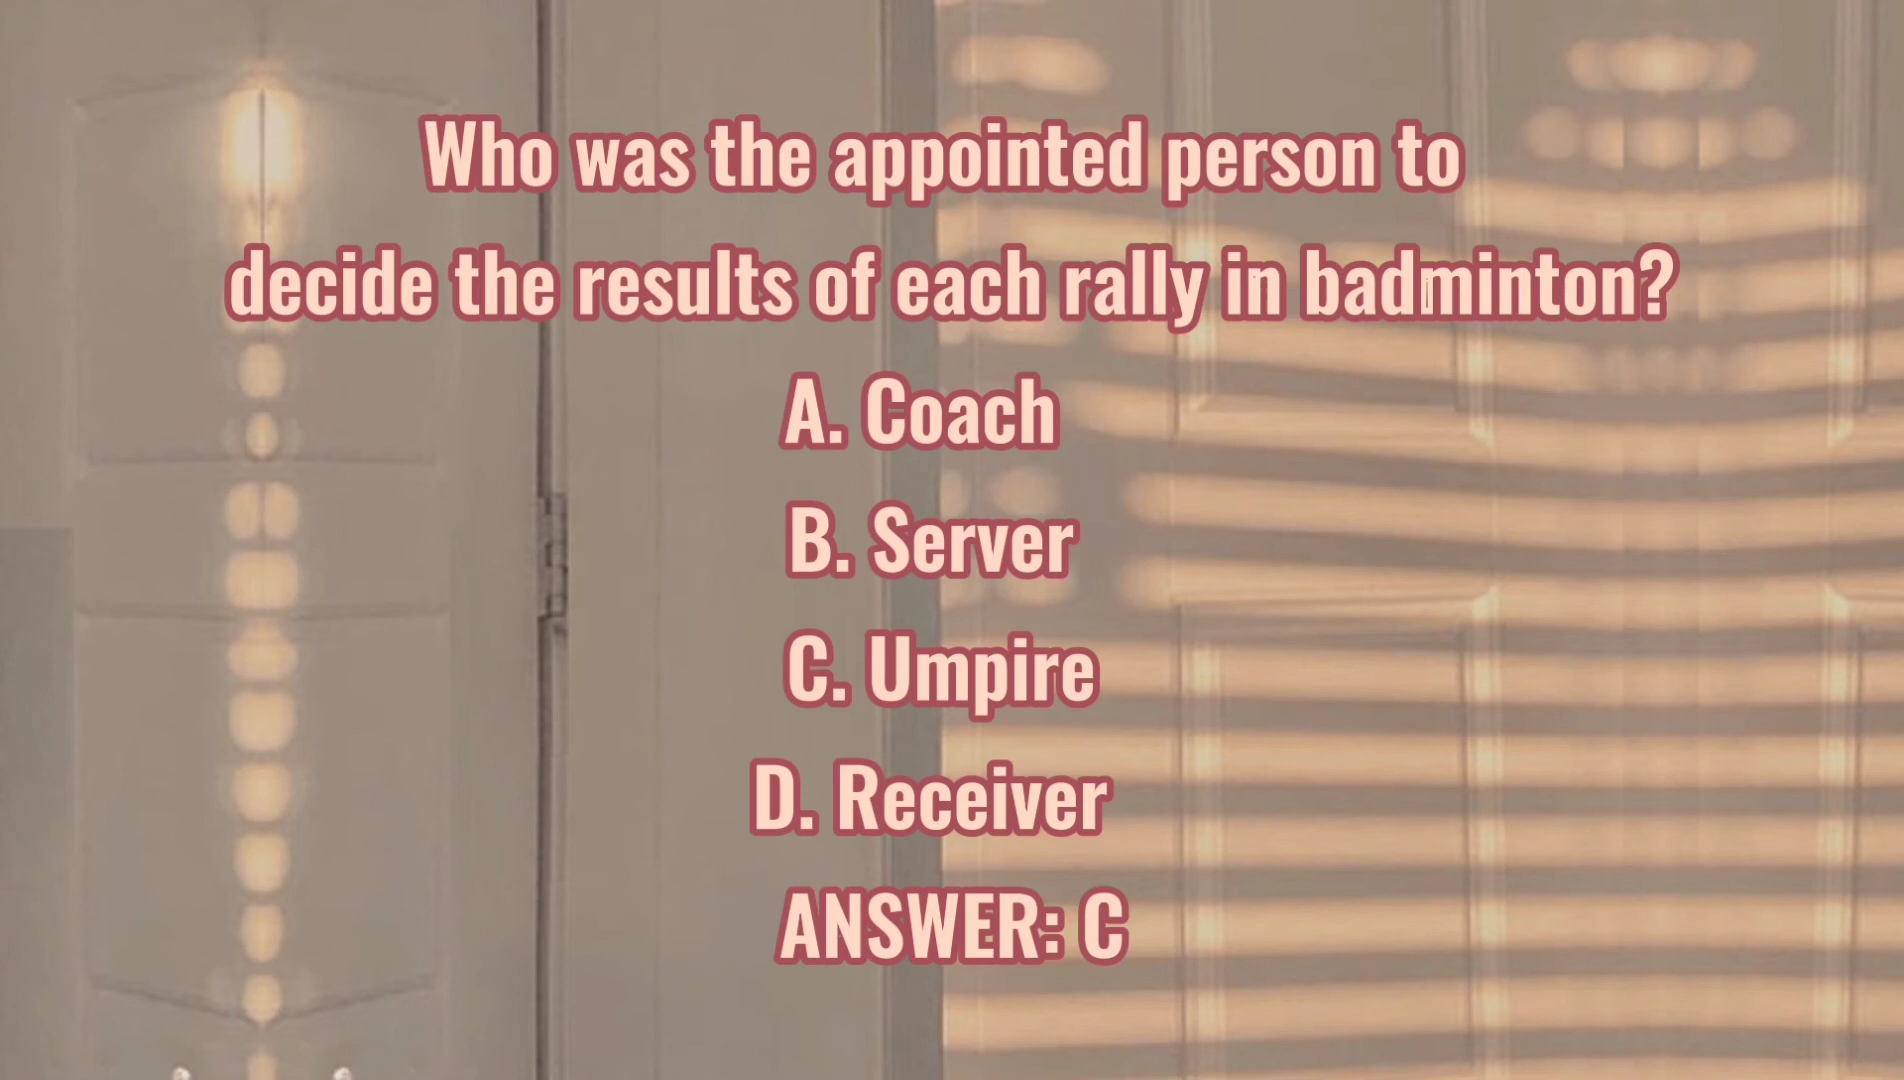 Who was the appointed person to
decide the results of each rally in badminton?
A. Coach
B. Server
C. Umpire
D. Receiver
ANSWER: C